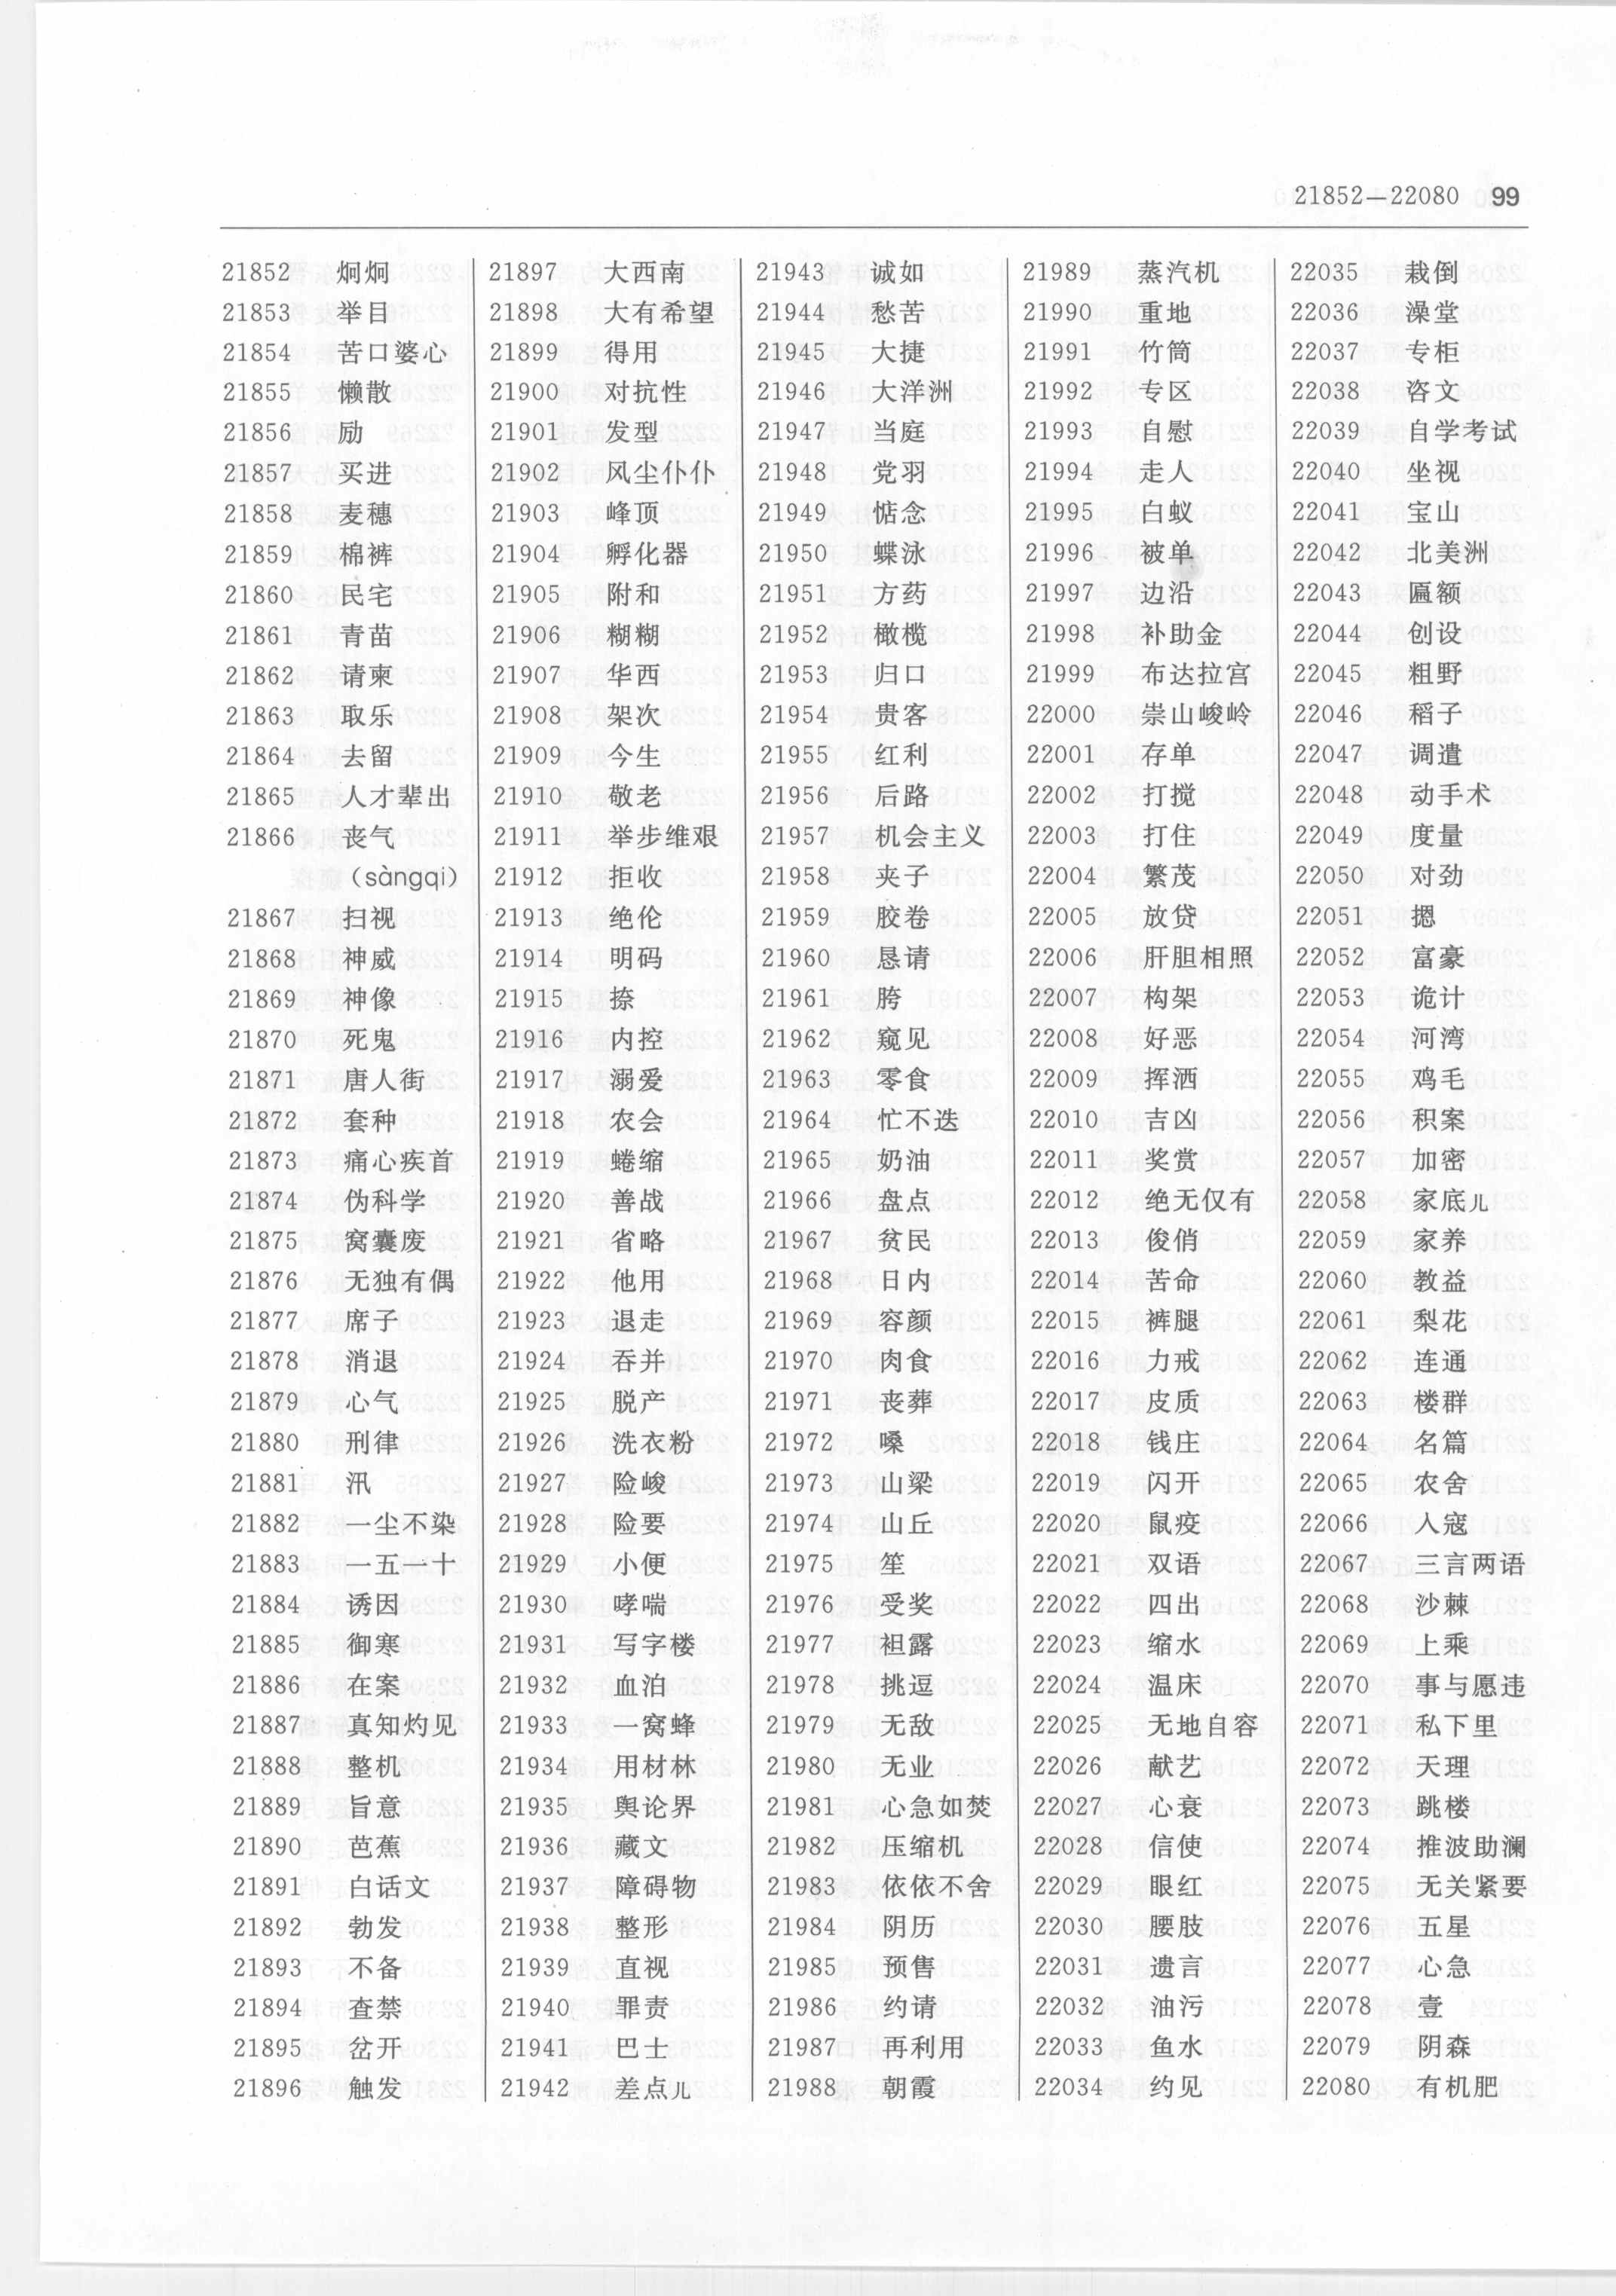 21852—22080 99
21852 炯炯
21853 举目
21854 苦口婆心
21855 懒散
21856 励
21857 买进
21858 麦穗
21859 棉裤
21860 民宅
21861 青苗
21862 请柬
21863 取乐
21864 去留
21865 人才辈出
21866 丧气
（sàngqi）
21867 扫视
21868 神威
21869 神像
21870 死鬼
21871 唐人街
21872 套种
21873 痛心疾首
21874 伪科学
21875 窝囊废
21876 无独有偶
21877 席子
21878 消退
21879 心气
21880 刑律
21881 汛
21882 一尘不染
21883 一五一十
21884 诱因
21885 御寒
21886 在案
21887 真知灼见
21888 整机
21889 旨意
21890 芭蕉
21891 白话文
21892 勃发
21893 不备
21894 查禁
21895 岔开
21896 触发
21897 大西南
21898 大有希望
21899 得用
21900 对抗性
21901 发型
21902 风尘仆仆
21903 峰顶
21904 孵化器
21905 附和
21906 糊糊
21907 华西
21908 架次
21909 今生
21910 敬老
21911 举步维艰
21912 拒收
21913 绝伦
21914 明码
21915 捺
21916 内控
21917 溺爱
21918 农会
21919 蜷缩
21920 善战
21921 省略
21922 他用
21923 退走
21924 吞并
21925 脱产
21926 洗衣粉
21927 险峻
21928 险要
21929 小便
21930 哮喘
21931 写字楼
21932 血泊
21933 一窝蜂
21934 用材林
21935 舆论界
21936 藏文
21937 障碍物
21938 整形
21939 直视
21940 罪责
21941 巴士
21942 差点儿
21943 诚如
21944 愁苦
21945 大捷
21946 大洋洲
21947 当庭
21948 党羽
21949 惦念
21950 蝶泳
21951 方药
21952 橄榄
21953 归口
21954 贵客
21955 红利
21956 后路
21957 机会主义
21958 夹子
21959 胶卷
21960 恳请
21961 胯
21962 窥见
21963 零食
21964 忙不迭
21965 奶油
21966 盘点
21967 贫民
21968 日内
21969 容颜
21970 肉食
21971 丧葬
21972 嗓
21973 山梁
21974 山丘
21975 笙
21976 受奖
21977 袒露
21978 挑逗
21979 无敌
21980 无业
21981 心急如焚
21982 压缩机
21983 依依不舍
21984 阴历
21985 预售
21986 约请
21987 再利用
21988 朝霞
21989 蒸汽机
21990 重地
21991 竹筒
21992 专区
21993 自慰
21994 走人
21995 白蚁
21996 被单
21997 边沿
21998 补助金
21999 布达拉宫
22000 崇山峻岭
22001 存单
22002 打搅
22003 打住
22004 繁茂
22005 放贷
22006 肝胆相照
22007 构架
22008 好恶
22009 挥洒
22010 吉凶
22011 奖赏
22012 绝无仅有
22013 俊俏
22014 苦命
22015 裤腿
22016 力戒
22017 皮质
22018 钱庄
22019 闪开
22020 鼠疫
22021 双语
22022 四出
22023 缩水
22024 温床
22025 无地自容
22026 献艺
22027 心衰
22028 信使
22029 眼红
22030 腰肢
22031 遗言
22032 油污
22033 鱼水
22034 约见
22035 栽倒
22036 澡堂
22037 专柜
22038 咨文
22039 自学考试
22040 坐视
22041 宝山
22042 北美洲
22043 匾额
22044 创设
22045 粗野
22046 稻子
22047 调遣
22048 动手术
22049 度量
22050 对劲
22051 摁
22052 富豪
22053 诡计
22054 河湾
22055 鸡毛
22056 积案
22057 加密
22058 家底儿
22059 家养
22060 教益
22061 梨花
22062 连通
22063 楼群
22064 名篇
22065 农舍
22066 入寇
22067 三言两语
22068 沙棘
22069 上乘
22070 事与愿违
22071 私下里
22072 天理
22073 跳楼
22074 推波助澜
22075 无关紧要
22076 五星
22077 心急
22078 壹
22079 阴森
22080 有机肥